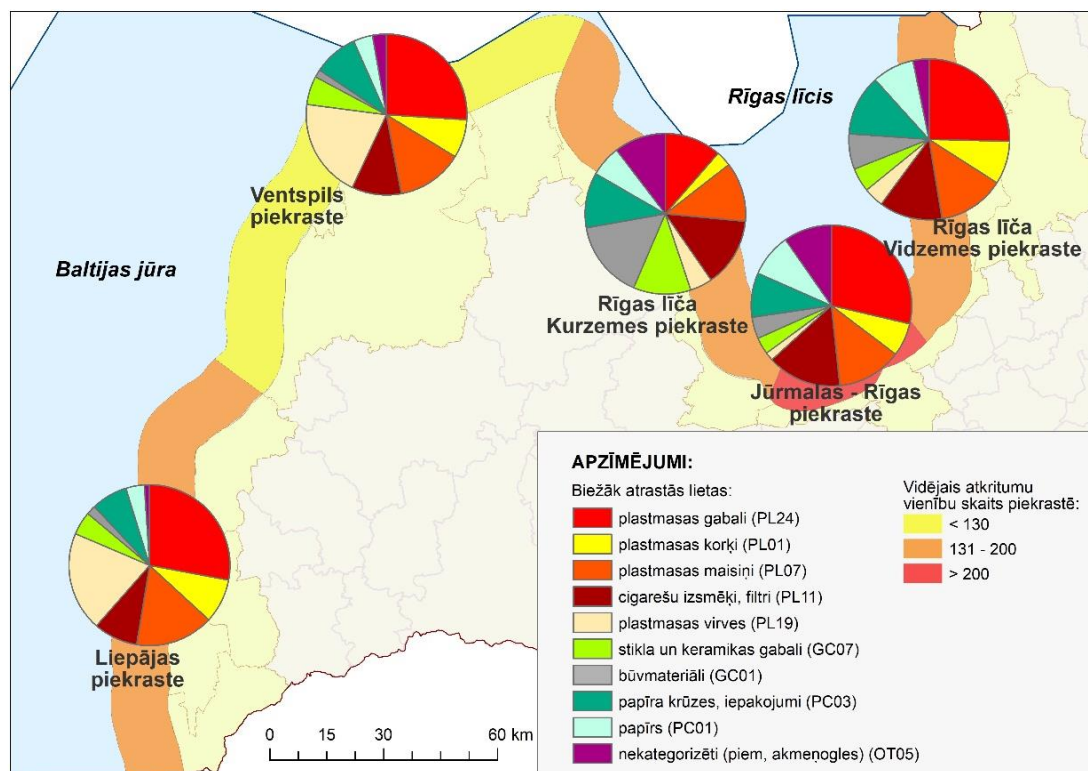 Rīgas līcis
Ventspils
piekraste
Baltijas jūra
Rīgas līča
Vidzemes piekraste
Rīgas līča
Kurzemes piekraste
Jūrmalas - Rīgas
piekraste
Liepājas
piekraste
0 15 30 60 km
APZĪMĒJUMI:
Biežāk atrastās lietas:
plastmasas gabali (PL24)
plastmasas korķi (PL01)
plastmasas maisiņi (PL07)
cigarešu izsmēķi, filtri (PL11)
plastmasas virves (PL19)
stikla un keramikas gabali (GC07)
būvmateriāli (GC01)
papīra krūzes, iepakojumi (PC03)
papīrs (PC01)
nekategorizēti (piem, akmeņogles) (OT05)
Vidējais atkritumu
vienību skaits piekrastē:
< 130
131 - 200
> 200